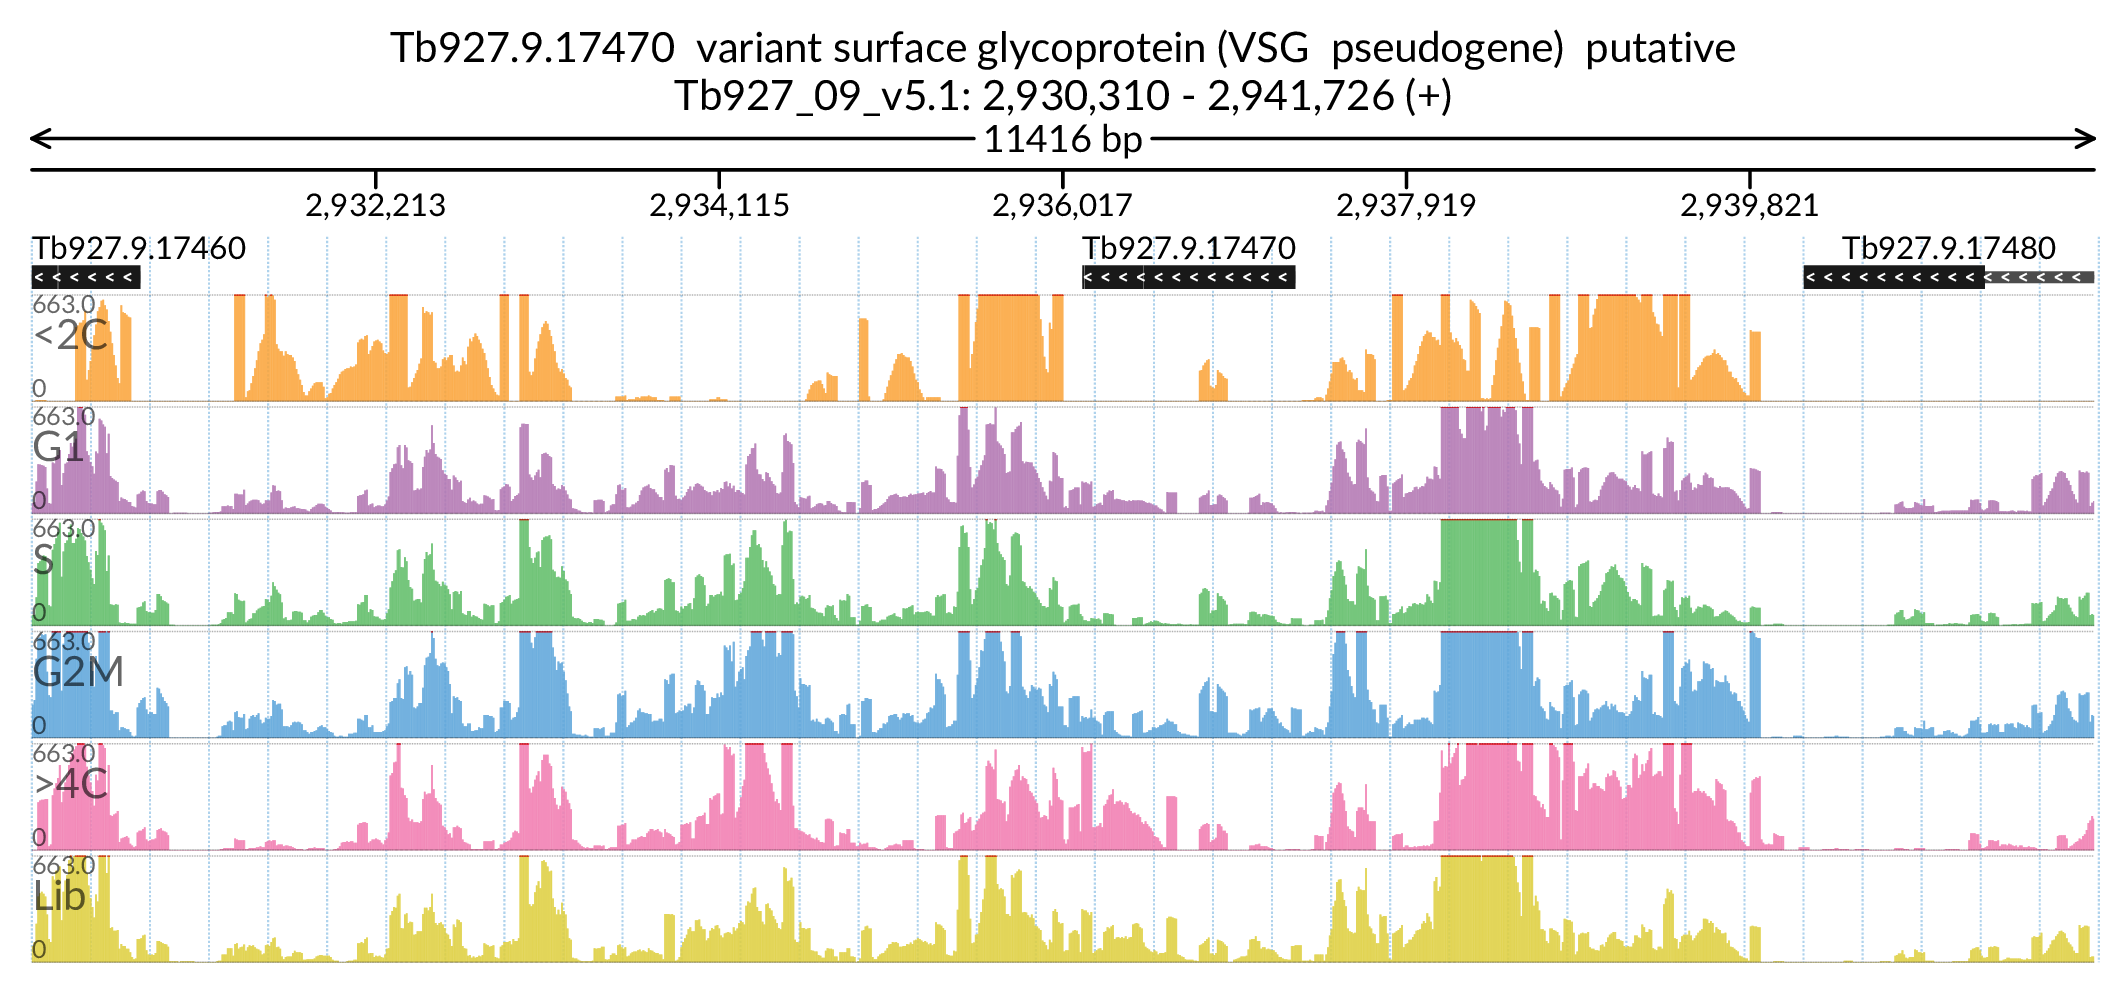 Tb927.9.17470 variant surface glycoprotein (VSG pseudogene) putative
Tb927_09_v5.1: 2,930,310 - 2,941,726 (+)
11416 bp
2,932,213 2,934,115 2,936,017 2,937,919 2,939,821
Tb927.9.17460 Tb927.9.17470 Tb927.9.17480
663.0
<2C
0
663.0
G1
0
663.0
S
0
663.0
G2M
0
663.0
>4C
0
663.0
Lib
0